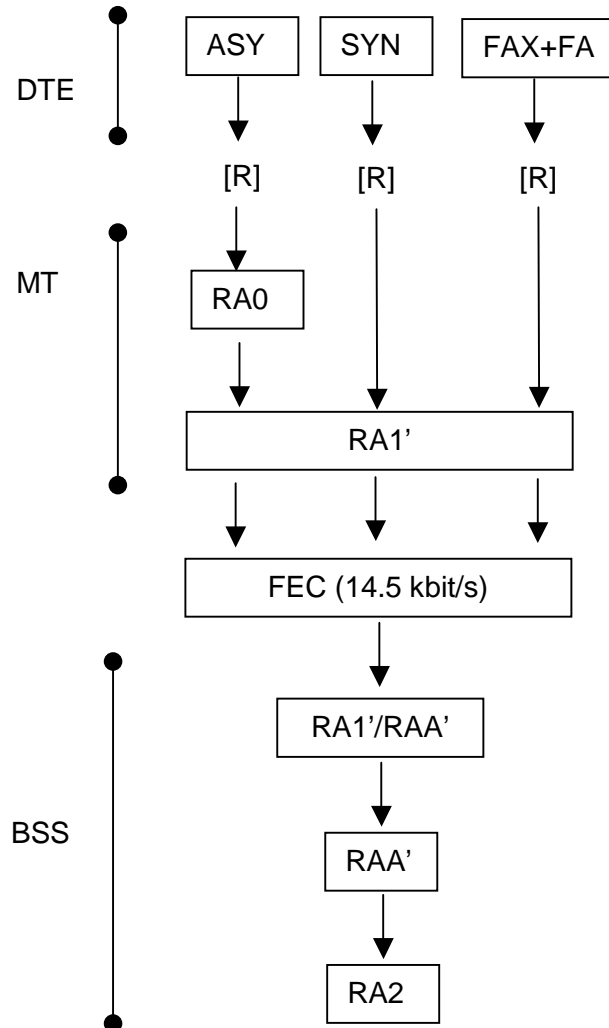 ASY SYN FAX+FA
DTE
[R] [R] [R]
MT
RA0
RA1’
FEC (14.5 kbit/s)
RA1’/RAA’
BSS
RAA’
RA2